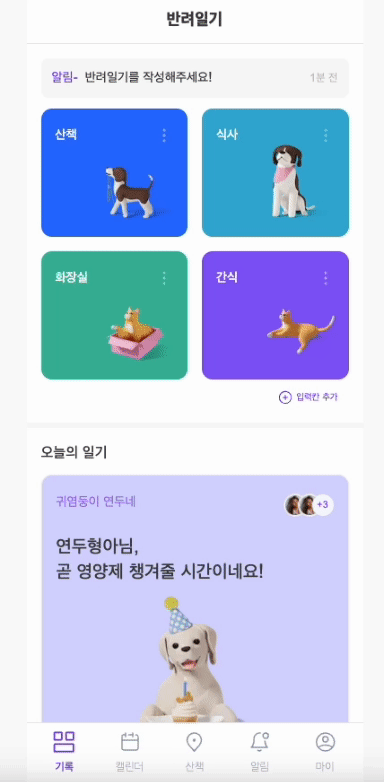 반려일기
알림- 반려일기를 작성해주세요! 1분 전
산책 식사
화장실 간식
입력칸 추가
오늘의 일기
귀염둥이 연두네 +3
연두형아님,
곧 영양제 챙겨줄 시간이네요!
기록 캘린더 산책 알림 마이